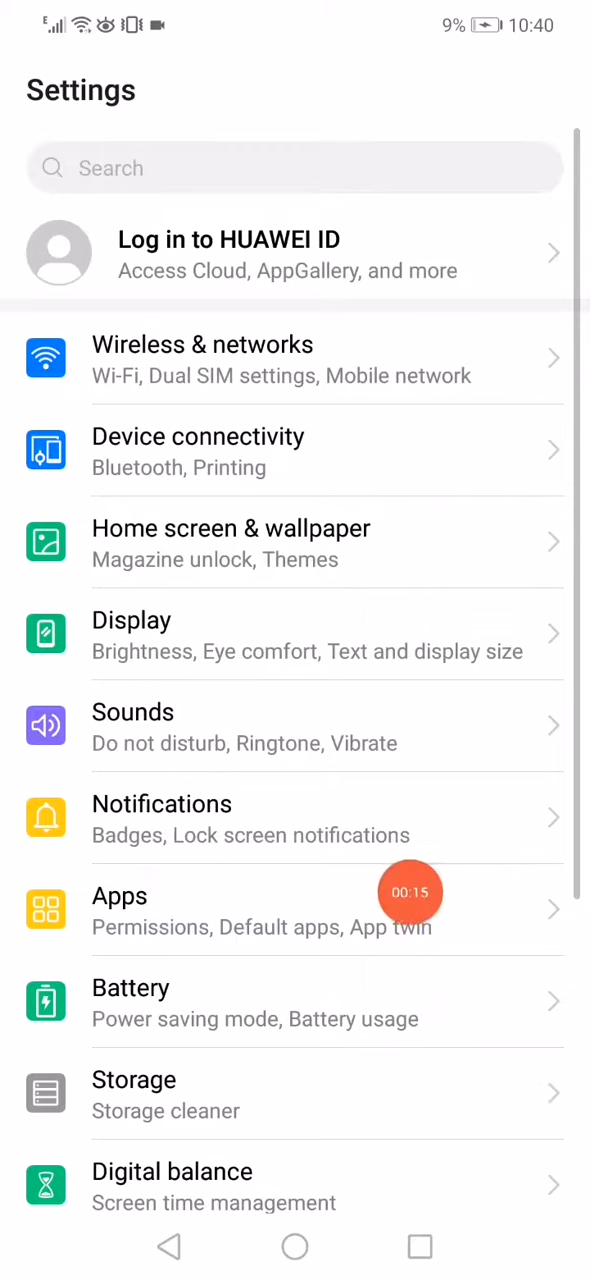 E 9% 10:40
Settings
Search
Log in to HUAWEI ID
Access Cloud, AppGallery, and more
Wireless & networks
Wi-Fi, Dual SIM settings, Mobile network
Device connectivity
Bluetooth, Printing
Home screen & wallpaper
Magazine unlock, Themes
Display
Brightness, Eye comfort, Text and display size
Sounds
Do not disturb, Ringtone, Vibrate
Notifications
Badges, Lock screen notifications
Apps
00:15
Permissions, Default apps, App twin
Battery
Power saving mode, Battery usage
Storage
Storage cleaner
Digital balance
Screen time management